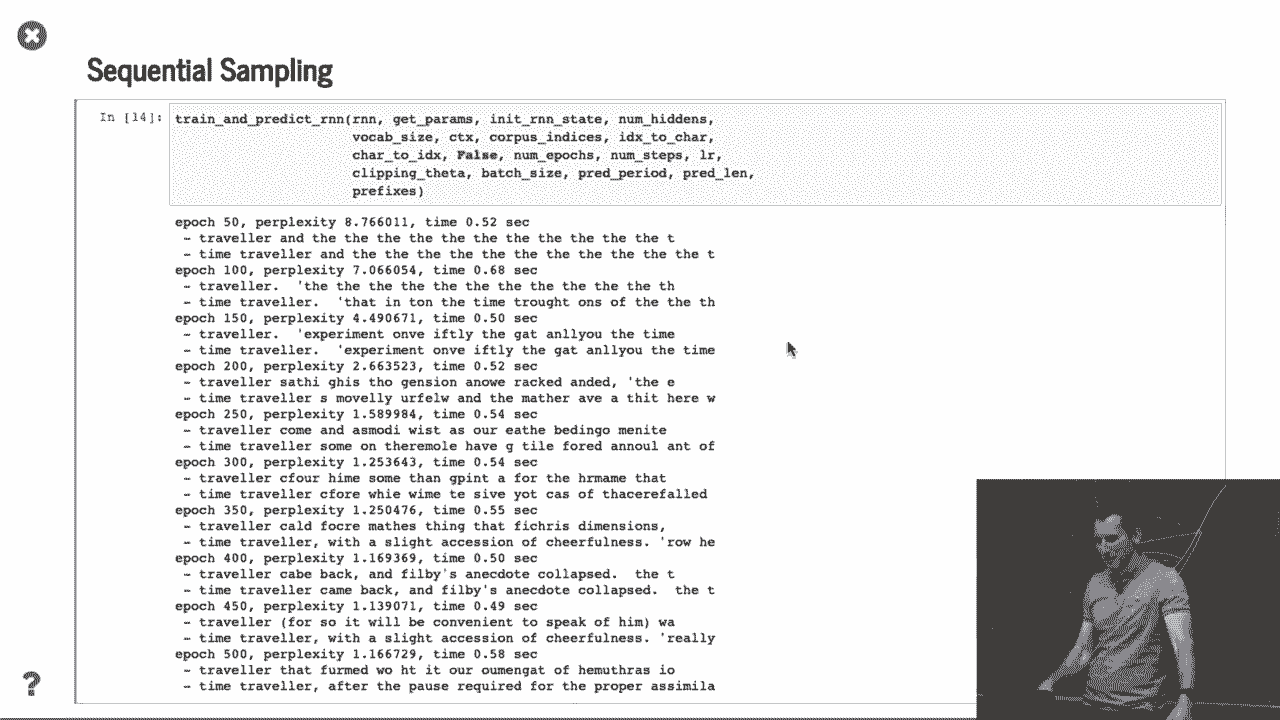 Sequential Sampling
In [14]: train_and_predict_rnn(rnn, get_params, init_rnn_state, num_hiddens,
vocab_size, ctx, corpus_indices, idx_to_char,
char_to_idx, False, num_epochs, num_steps, lr,
clipping_theta, batch_size, pred_period, pred_len,
prefixes)
epoch 50, perplexity 8.766011, time 0.52 sec
- traveller and the the the the the the the the the the the the t
- time traveller and the the the the the the the the the the the the t
epoch 100, perplexity 7.066054, time 0.68 sec
- traveller.  'the the the the the the the the the the the th
- time traveller.  'that in ton the time trought ons of the the th
epoch 150, perplexity 4.490671, time 0.50 sec
- traveller.  'experiment onve iftly the gat anllyou the time
- time traveller.  'experiment onve iftly the gat anllyou the time
epoch 200, perplexity 2.663523, time 0.52 sec
- traveller sathi ghis tho gension anowe racked anded, 'the e
- time traveller s movelly urfelw and the mather ave a thit here w
epoch 250, perplexity 1.589984, time 0.54 sec
- traveller come and asmodi wist as our eathe bedingo menite
- time traveller some on theremole have g tile fored annoul ant of
epoch 300, perplexity 1.253643, time 0.54 sec
- traveller cfour hime some than gpint a for the hrmame that
- time traveller cfore whie wime te sive yot cas of thacerefalled
epoch 350, perplexity 1.250476, time 0.55 sec
- traveller cald focre mathes thing that fichris dimensions,
- time traveller, with a slight accession of cheerfulness. 'row he
epoch 400, perplexity 1.169369, time 0.50 sec
- traveller cabe back, and filby's anecdote collapsed.  the t
- time traveller came back, and filby's anecdote collapsed.  the t
epoch 450, perplexity 1.139071, time 0.49 sec
- traveller (for so it will be convenient to speak of him) wa
- time traveller, with a slight accession of cheerfulness. 'really
epoch 500, perplexity 1.166729, time 0.58 sec
- traveller that furmed wo ht it our oumengat of hemuthras io
- time traveller, after the pause required for the proper assimila
?